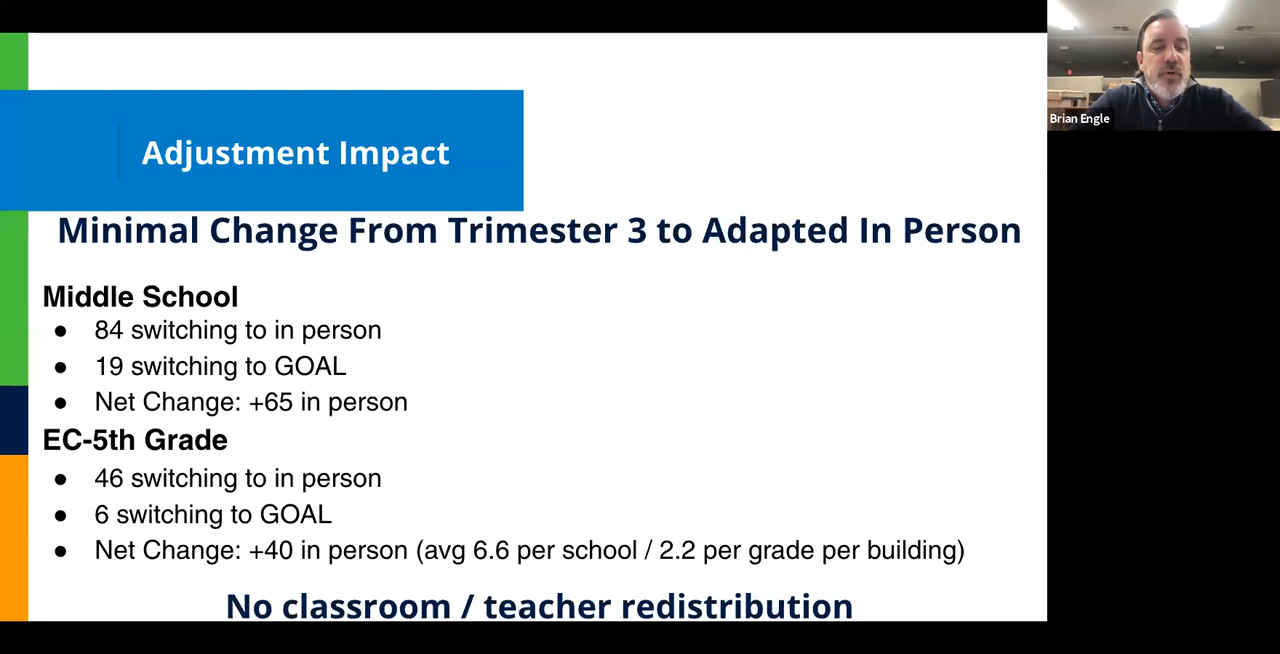 Adjustment Impact
Brian Engle
Minimal Change From Trimester 3 to Adapted In Person
Middle School
● 84 switching to in person
● 19 switching to GOAL
● Net Change: +65 in person
EC-5th Grade
● 46 switching to in person
● 6 switching to GOAL
● Net Change: +40 in person (avg 6.6 per school / 2.2 per grade per building)
No classroom / teacher redistribution